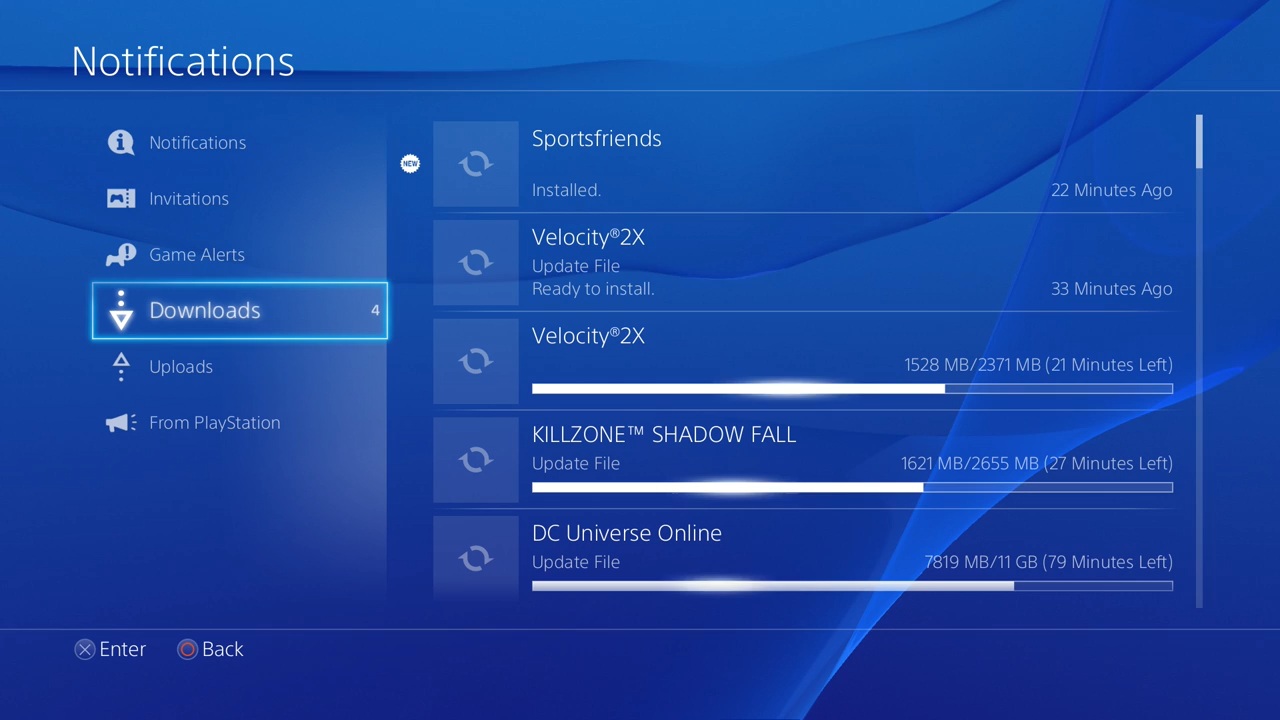 Notifications
Notifications
Invitations
Game Alerts
Downloads 4
Uploads
From PlayStation
NEW
Sportsfriends
Installed. 22 Minutes Ago
Velocity®2X
Update File
Ready to install. 33 Minutes Ago
Velocity®2X
1528 MB/2371 MB (21 Minutes Left)
KILLZONE™ SHADOW FALL
Update File 1621 MB/2655 MB (27 Minutes Left)
DC Universe Online
Update File 7819 MB/11 GB (79 Minutes Left)
Enter Back